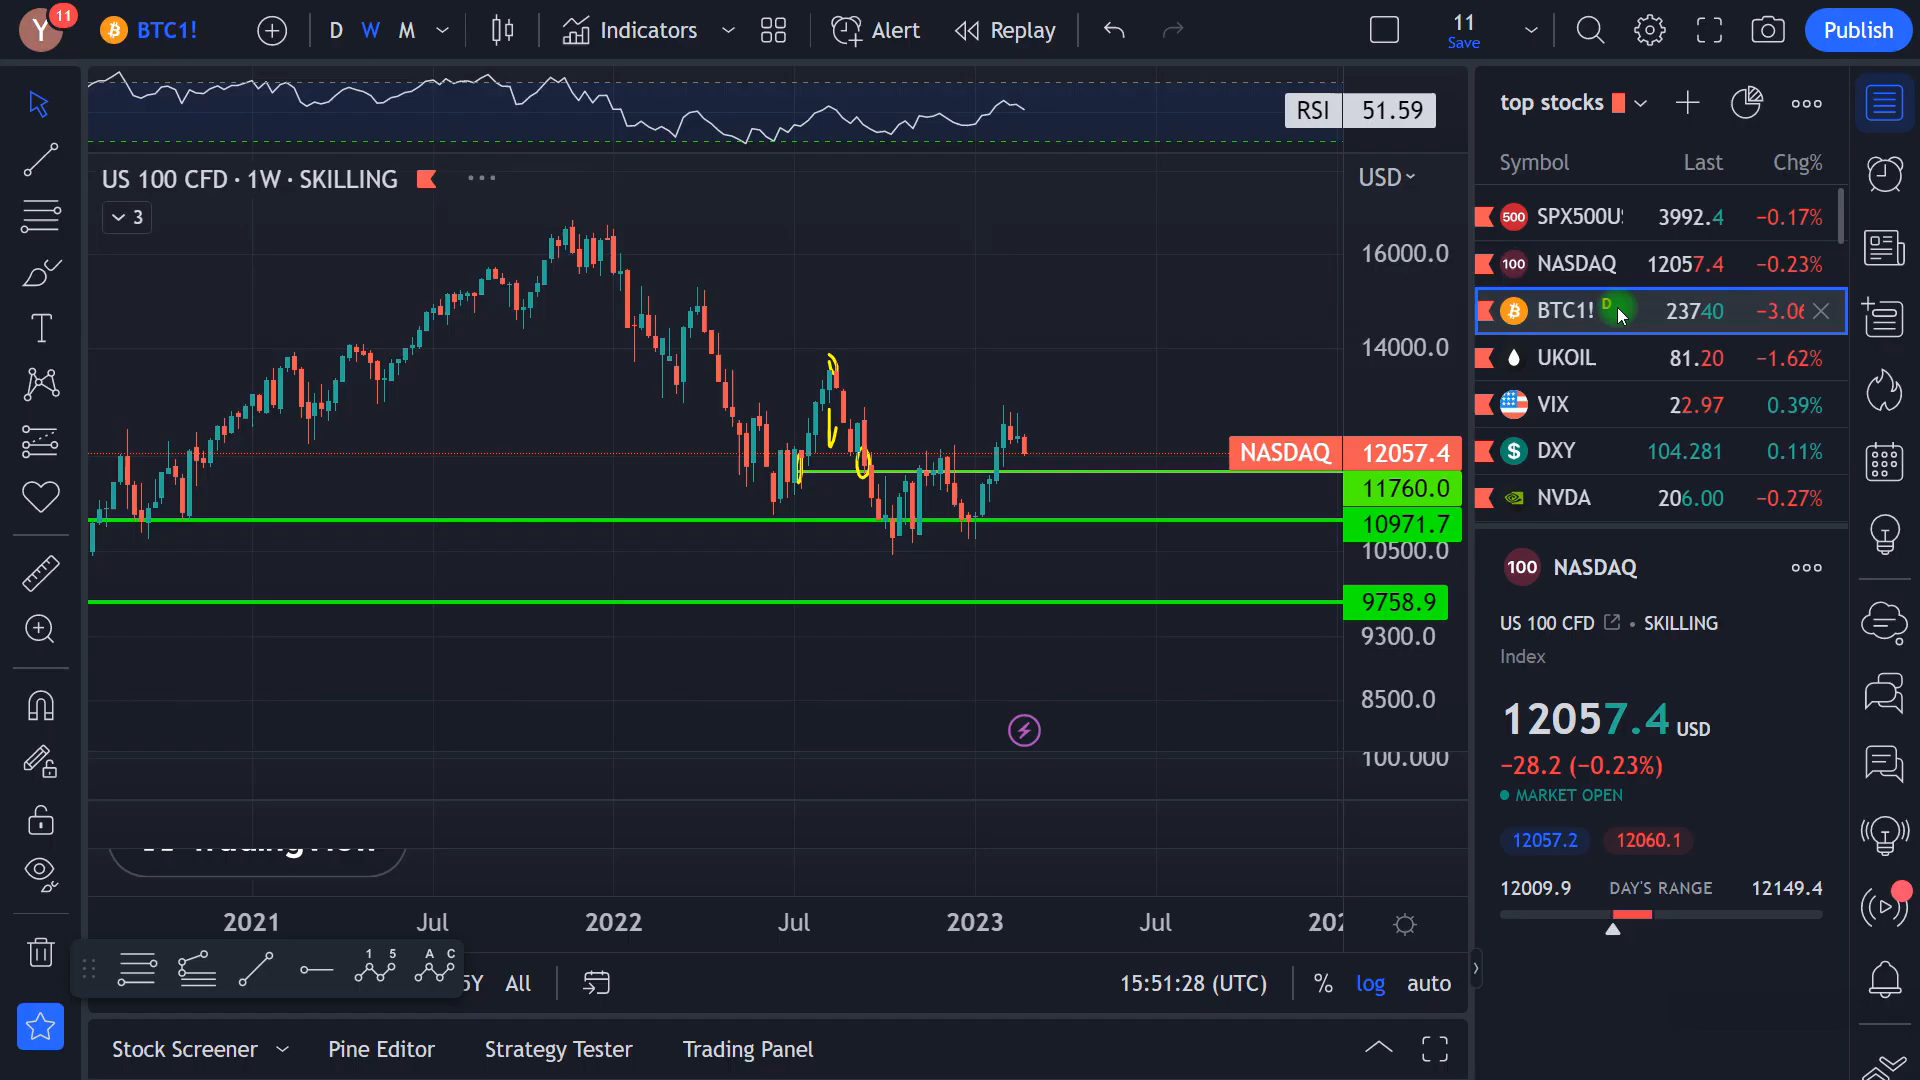 Y 11 BTC1! D W M Indicators Alert Replay 11 Save Publish
RSI 51.59
US 100 CFD · 1W · SKILLING
3
USD
16000.0
14000.0
NASDAQ 12057.4
11760.0
10971.7
10500.0
9758.9
9300.0
8500.0
100.000
2021 Jul 2022 Jul 2023 Jul
5Y All 15:51:28 (UTC) % log auto
1 5 A C
Stock Screener Pine Editor Strategy Tester Trading Panel
top stocks
Symbol Last Chg%
500 SPX500U 3992.4 −0.17%
100 NASDAQ 12057.4 −0.23%
BTC1! D 23740 −3.06
UKOIL 81.20 −1.62%
VIX 22.97 0.39%
DXY 104.281 0.11%
NVDA 206.00 −0.27%
100 NASDAQ
US 100 CFD • SKILLING
Index
12057.4 USD
−28.2 (−0.23%)
MARKET OPEN
12057.2 12060.1
12009.9 DAY'S RANGE 12149.4